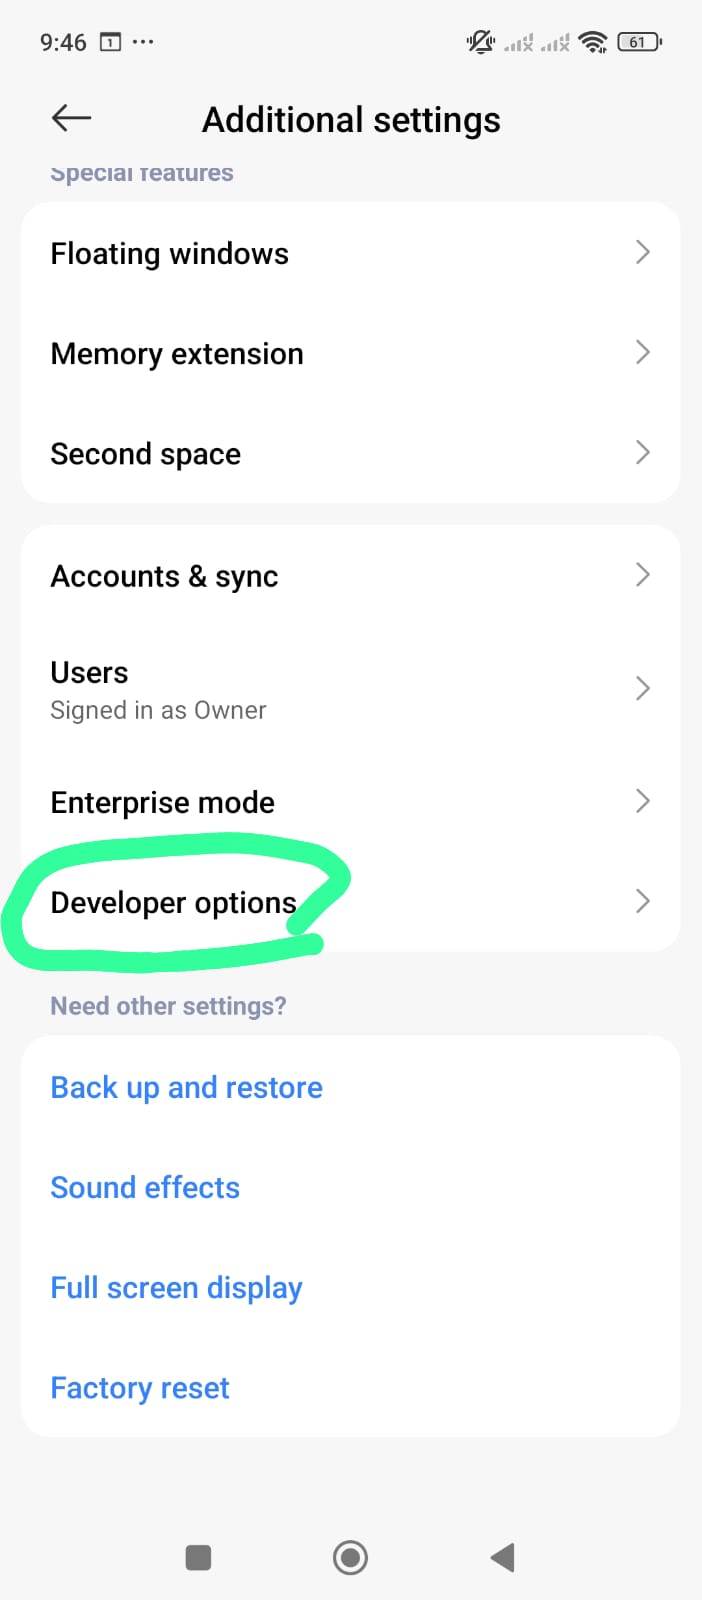 9:46 1 ... 61
Additional settings
Special features
Floating windows
Memory extension
Second space
Accounts & sync
Users
Signed in as Owner
Enterprise mode
Developer options
Need other settings?
Back up and restore
Sound effects
Full screen display
Factory reset